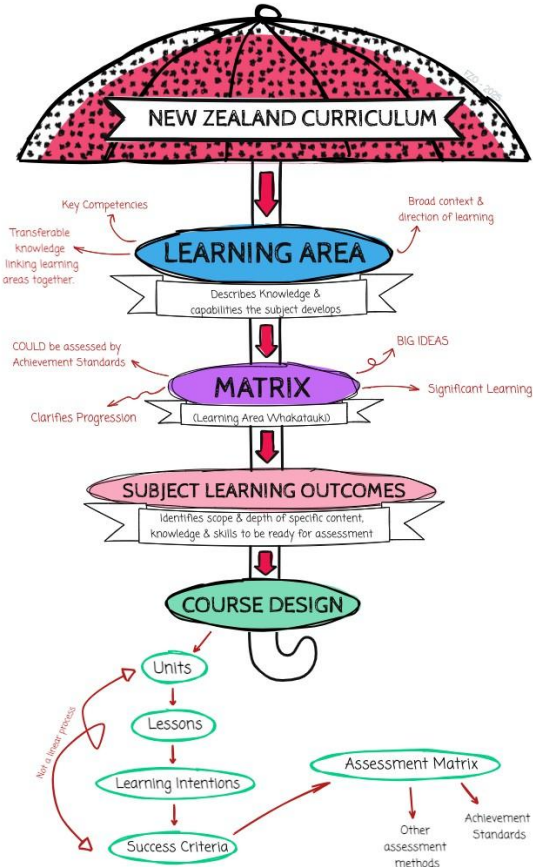 NEW ZEALAND CURRICULUM
Key Competencies
Broad context &
direction of learning
Transferable
knowledge
linking learning
areas together.
LEARNING AREA
Describes Knowledge &
capabilities the subject develops
COULD be assessed by
Achievement Standards
BIG IDEAS
MATRIX
Significant Learning
Clarifies Progression
(Learning Area Whakatauki)
SUBJECT LEARNING OUTCOMES
Identifies scope & depth of specific content,
knowledge & skills to be ready for assessment
COURSE DESIGN
Units
Not a linear process
Lessons
Learning Intentions
Success Criteria
Assessment Matrix
Other
assessment
methods
Achievement
Standards